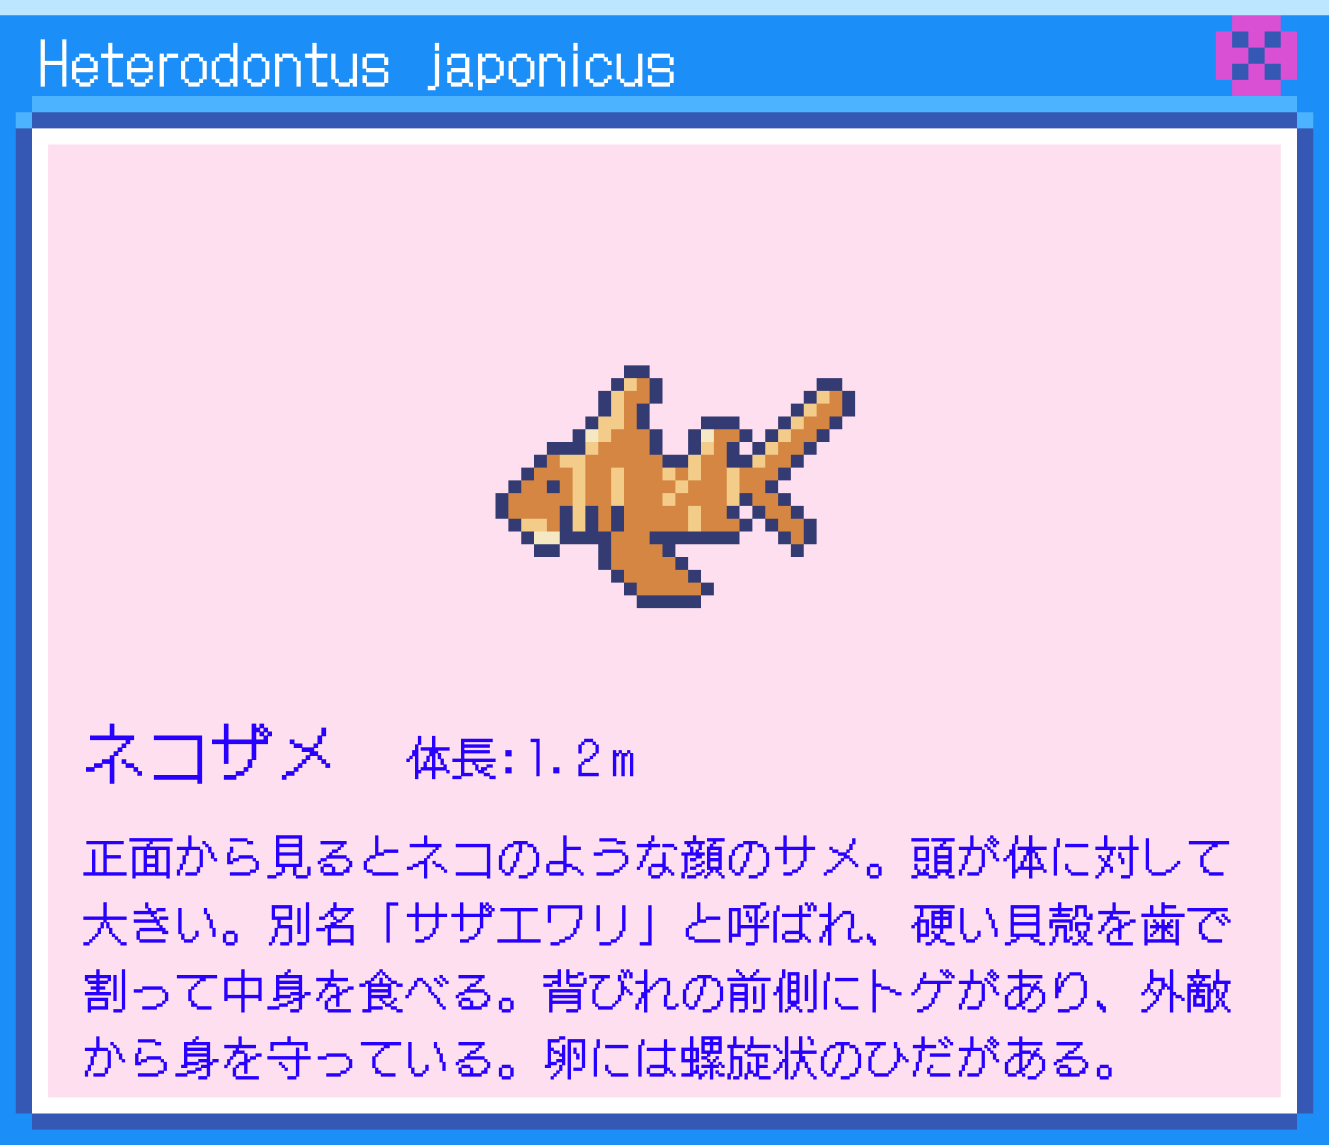 Heterodontus japonicus
ネコザメ 体長:1.2m
正面から見るとネコのような顔のサメ。頭が体に対して
大きい。別名「サザエワリ」と呼ばれ、硬い貝殻を歯で
割って中身を食べる。背びれの前側にトゲがあり、外敵
から身を守っている。卵には螺旋状のひだがある。